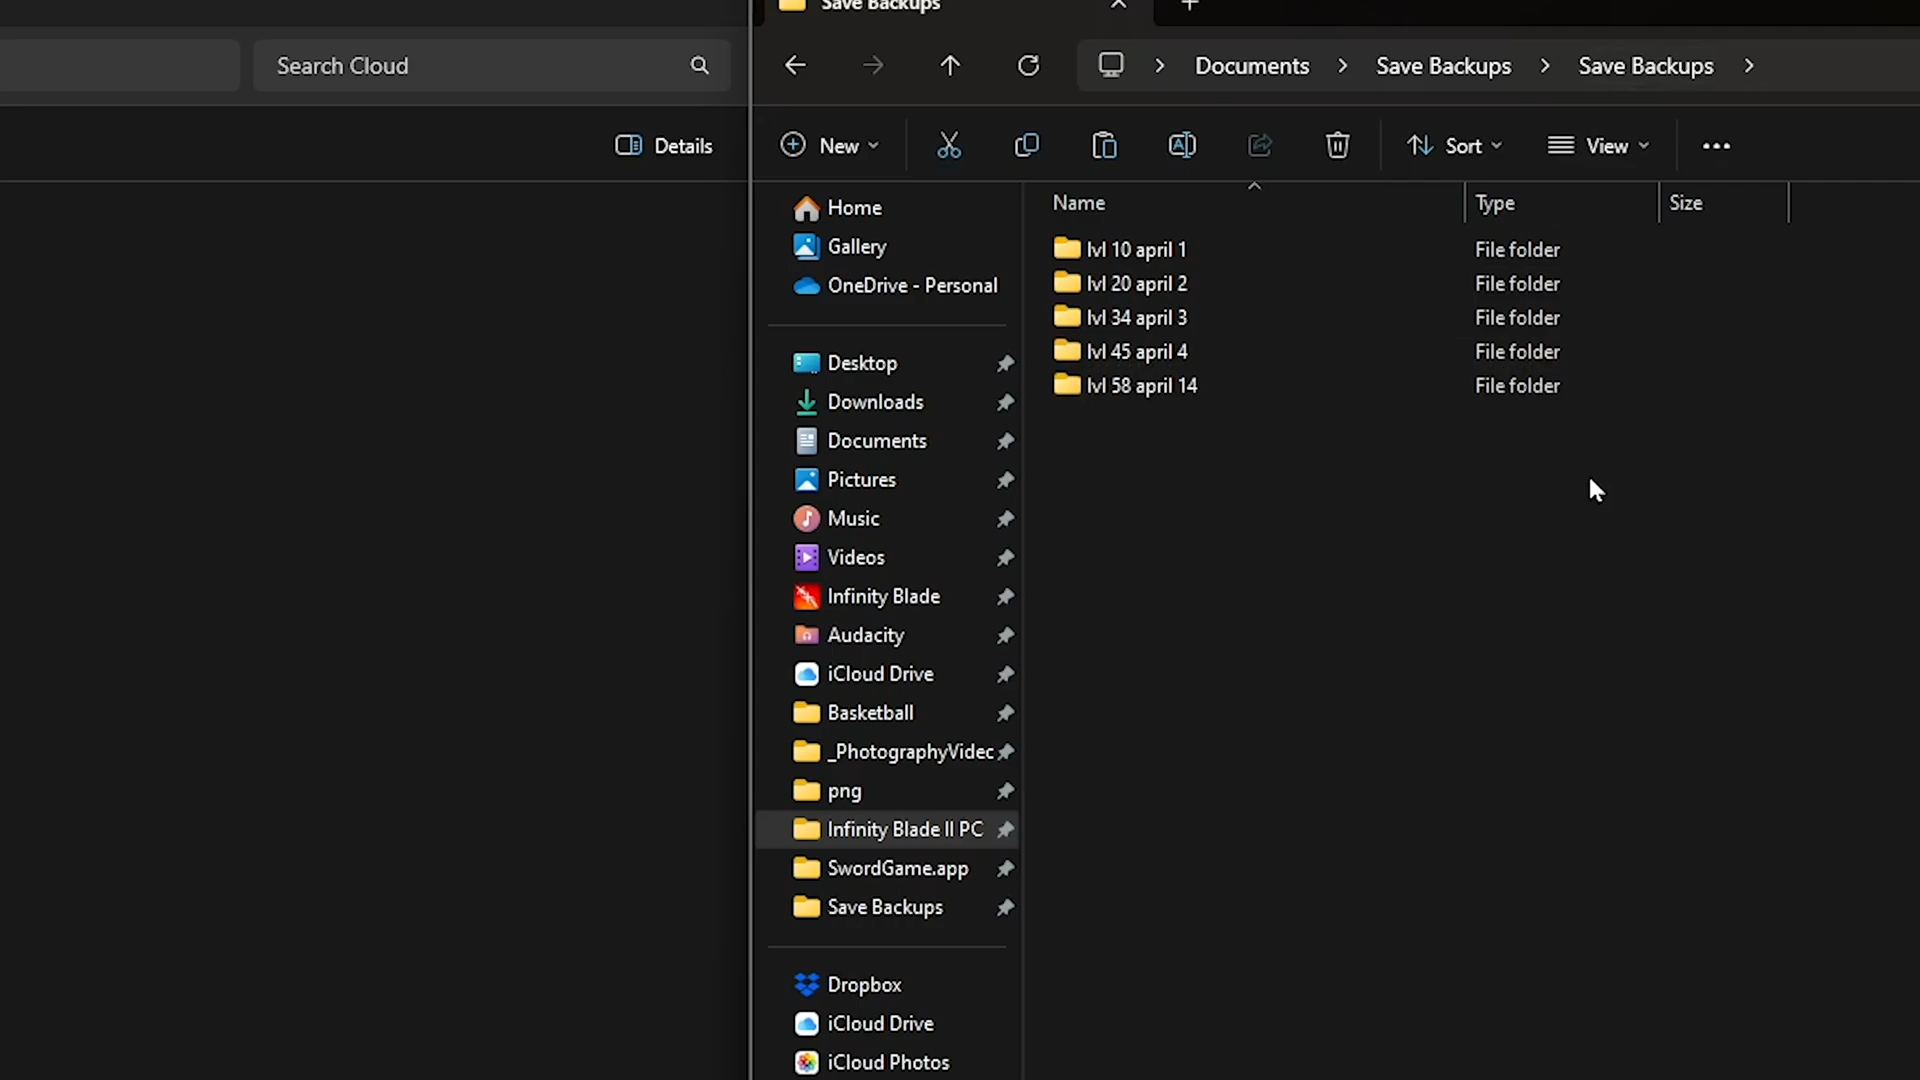 Save Backups
Search Cloud
Documents
Save Backups
Save Backups
Details
New
Sort
View
Name
Type
Size
Home
Gallery
OneDrive - Personal
Desktop
Downloads
Documents
Pictures
Music
Videos
Infinity Blade
Audacity
iCloud Drive
Basketball
_PhotographyVidec
png
Infinity Blade II PC
SwordGame.app
Save Backups
Dropbox
iCloud Drive
iCloud Photos
lvl 10 april 1 File folder
lvl 20 april 2 File folder
lvl 34 april 3 File folder
lvl 45 april 4 File folder
lvl 58 april 14 File folder